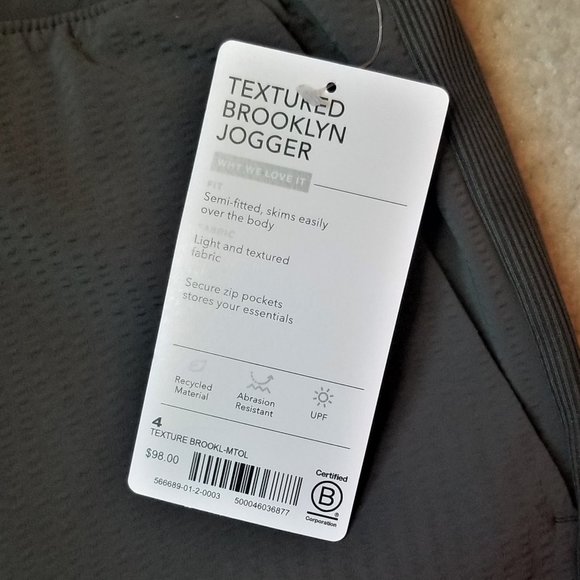 TEXTURED
BROOKLYN
JOGGER
WHY WE LOVE IT
FIT
Semi-fitted, skims easily
over the body
FABRIC
Light and textured
fabric
Secure zip pockets
stores your essentials
Recycled
Material
Abrasion
Resistant
UPF
4
TEXTURE BROOKL-MTOL
$98.00
566689-01-2-0003 500046036877
Certified
B
®
Corporation